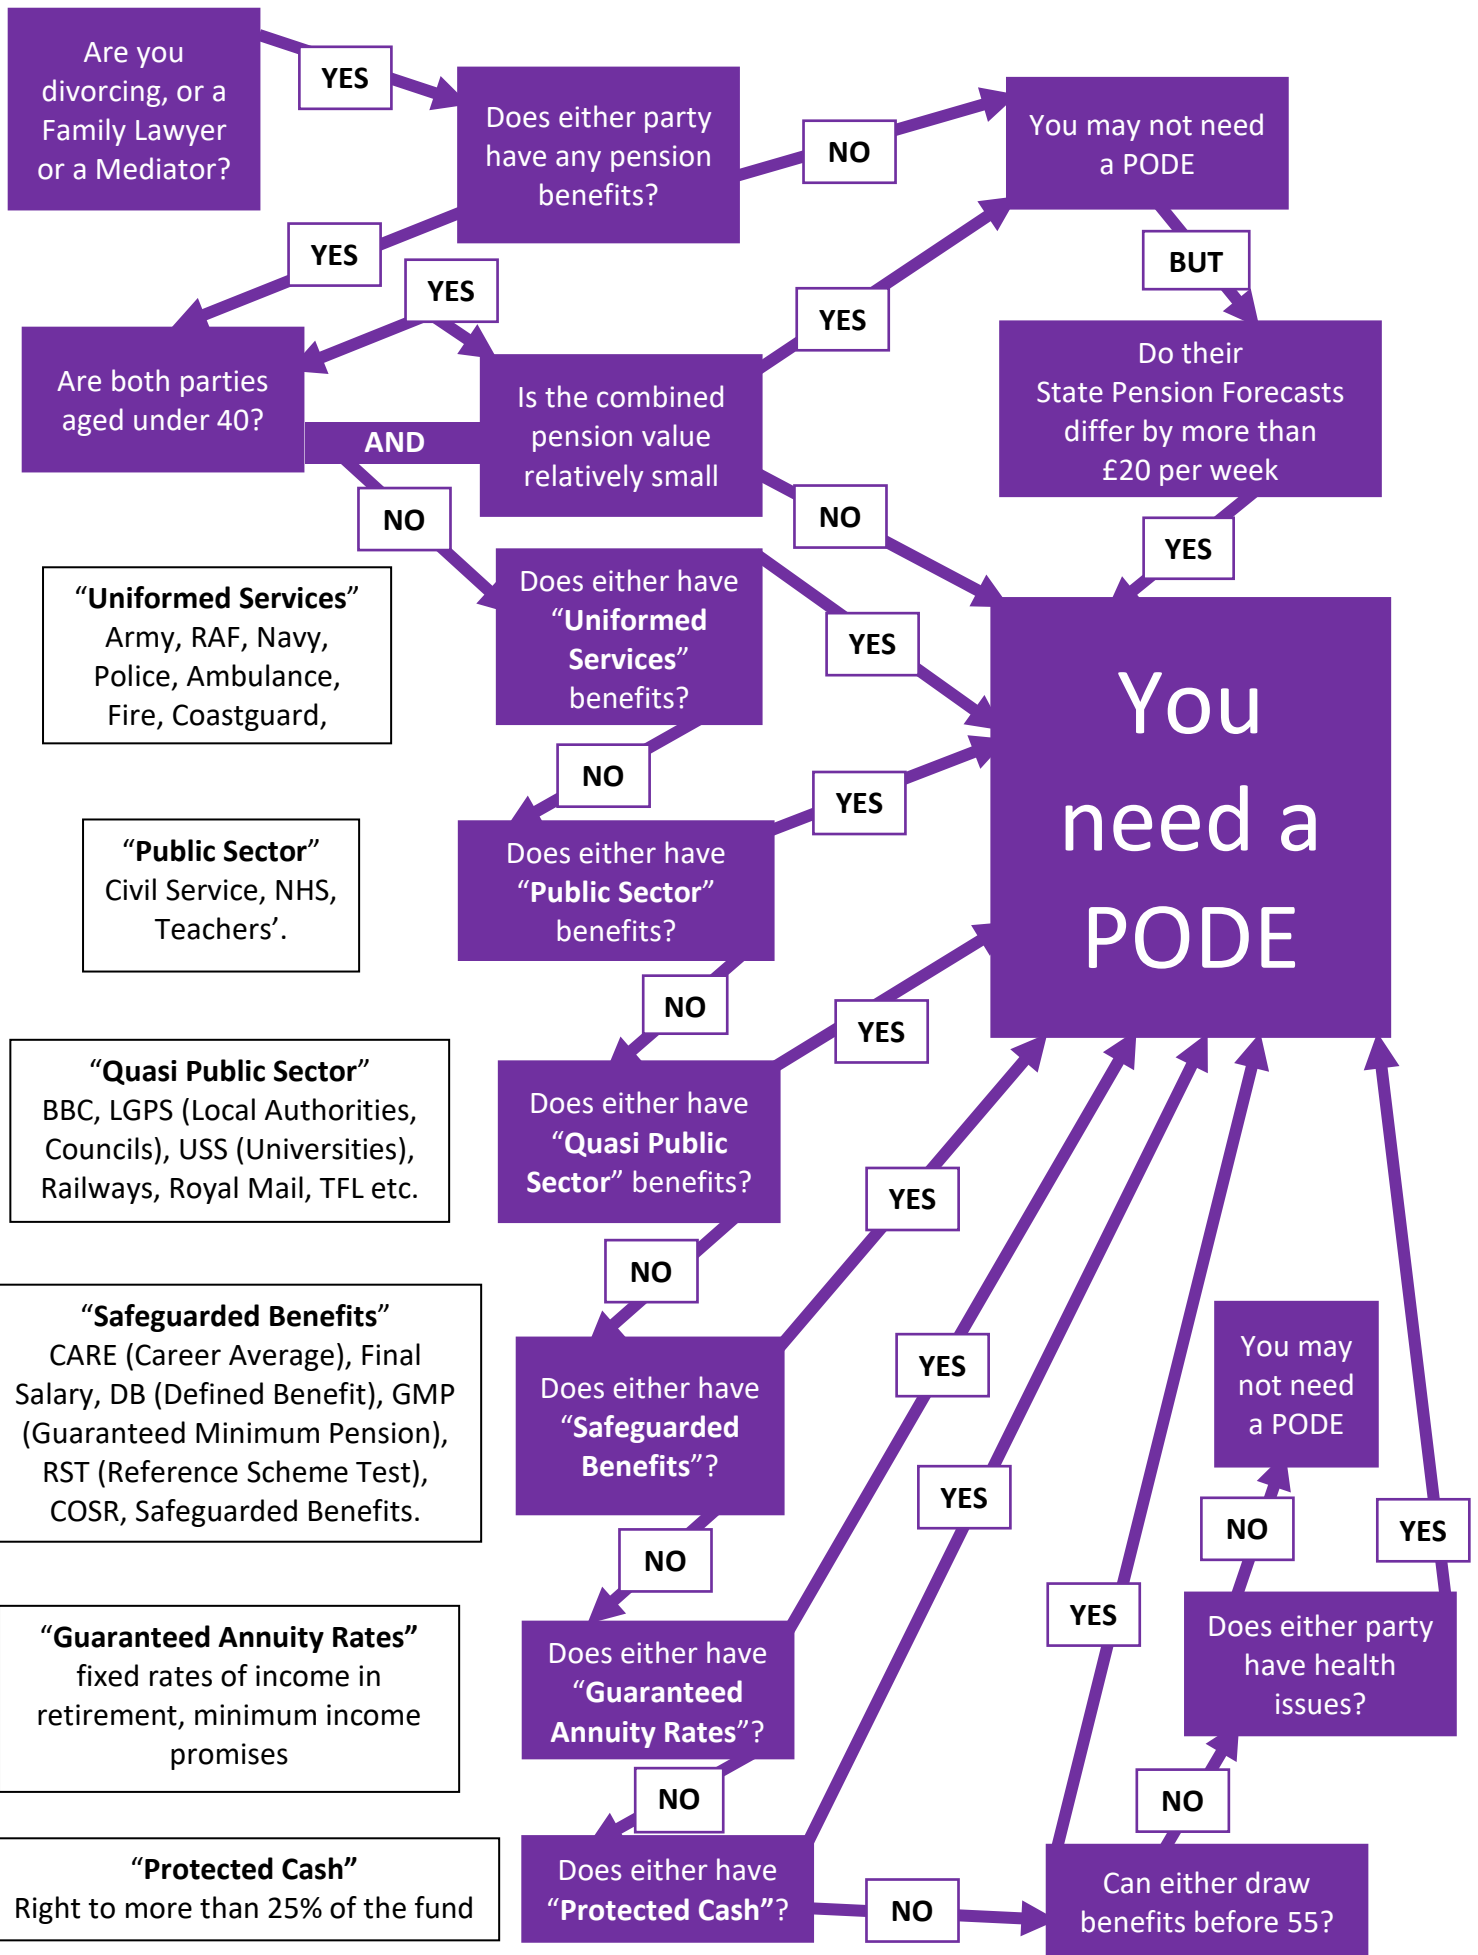 Are you
divorcing, or a
Family Lawyer
or a Mediator?
YES
Does either party
have any pension
benefits?
NO
You may not need
a PODE
YES
YES
YES
BUT
Are both parties
aged under 40?
AND
Is the combined
pension value
relatively small
Do their
State Pension Forecasts
differ by more than
£20 per week
NO
NO
YES
“Uniformed Services”
Army, RAF, Navy,
Police, Ambulance,
Fire, Coastguard,
Does either have
“Uniformed
Services”
benefits?
YES
You
need a
PODE
NO
YES
“Public Sector”
Civil Service, NHS,
Teachers’.
Does either have
“Public Sector”
benefits?
NO
YES
“Quasi Public Sector”
BBC, LGPS (Local Authorities,
Councils), USS (Universities),
Railways, Royal Mail, TFL etc.
Does either have
“Quasi Public
Sector” benefits?
YES
NO
“Safeguarded Benefits”
CARE (Career Average), Final
Salary, DB (Defined Benefit), GMP
(Guaranteed Minimum Pension),
RST (Reference Scheme Test),
COSR, Safeguarded Benefits.
Does either have
“Safeguarded
Benefits”?
YES
You may
not need
a PODE
YES
NO
NO
YES
“Guaranteed Annuity Rates”
fixed rates of income in
retirement, minimum income
promises
Does either have
“Guaranteed
Annuity Rates”?
YES
Does either party
have health
issues?
NO
NO
“Protected Cash”
Right to more than 25% of the fund
Does either have
“Protected Cash”?
NO
Can either draw
benefits before 55?